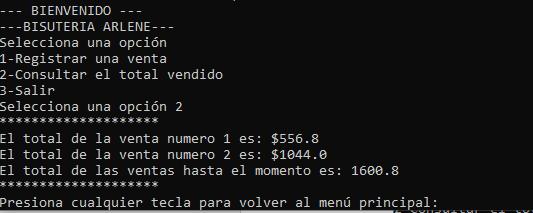 --- BIENVENIDO ---
---BISUTERIA ARLENE---
Selecciona una opción
1-Registrar una venta
2-Consultar el total vendido
3-Salir
Selecciona una opción 2
********************
El total de la venta numero 1 es: $556.8
El total de la venta numero 2 es: $1044.0
El total de las ventas hasta el momento es: 1600.8
********************
Presiona cualquier tecla para volver al menú principal: